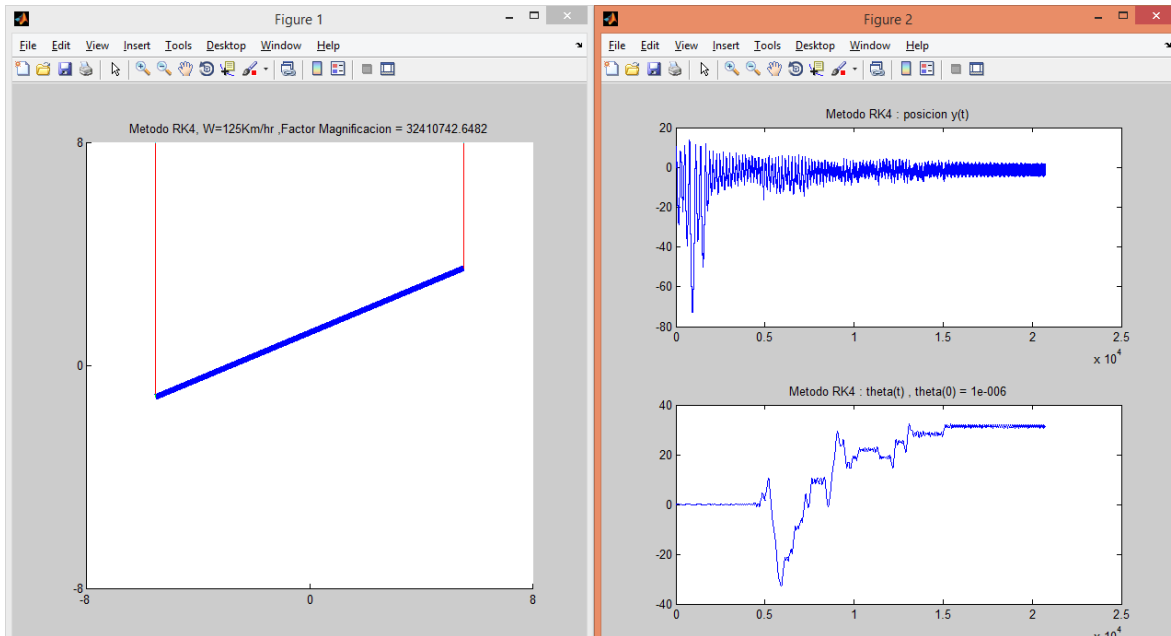 Figure 1
File Edit View Insert Tools Desktop Window Help
Metodo RK4, W=125Km/hr ,Factor Magnificacion = 32410742.6482
8
0
-8
-8 0 8
Figure 2
File Edit View Insert Tools Desktop Window Help
Metodo RK4 : posicion y(t)
20
0
-20
-40
-60
-80
0 0.5 1 1.5 2 2.5
x 10^4
Metodo RK4 : theta(t) , theta(0) = 1e-006
40
20
0
-20
-40
0 0.5 1 1.5 2 2.5
x 10^4